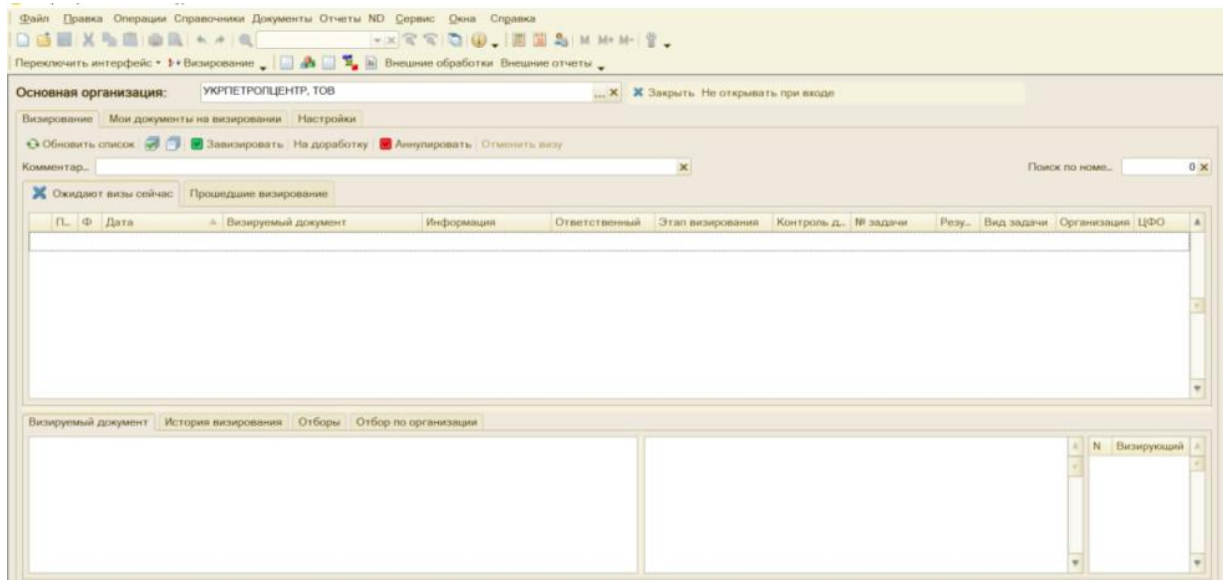 Файл Правка Операции Справочники Документы Отчеты ND Сервис Окна Справка
M M+ M-
Переключить интерфейс Визирование Внешние обработки Внешние отчеты
Основная организация: УКРПЕТРОПЦЕНТР, ТОВ ... Закрыть Не открывать при входе
Визирование Мои документы на визировании Настройки
Обновить список Завизировать На доработку Аннулировать Отменить визу
Комментар... Поиск по номе... 0
Ожидают визы сейчас Прошедшие визирование
П... Ф Дата Визируемый документ Информация Ответственный Этап визирования Контроль д... № задачи Резу... Вид задачи Организация ЦФО
Визируемый документ История визирования Отборы Отбор по организации
N Визирующий